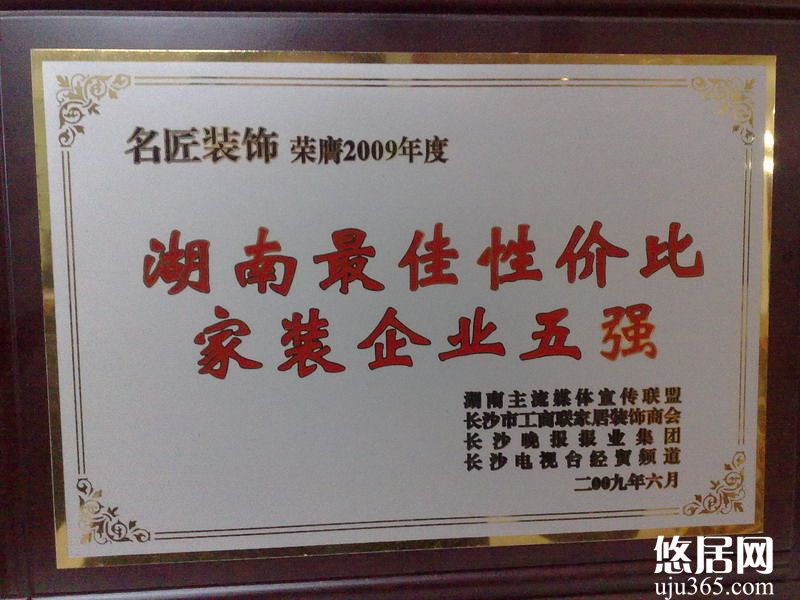 名匠装饰 荣膺2009年度
湖南最佳性价比
家装企业五强
湖南主流媒体宣传联盟
长沙市工商联家居装饰商会
长沙晚报报业集团
长沙电视台经贸频道
二00九年六月
悠居网
uju365.com